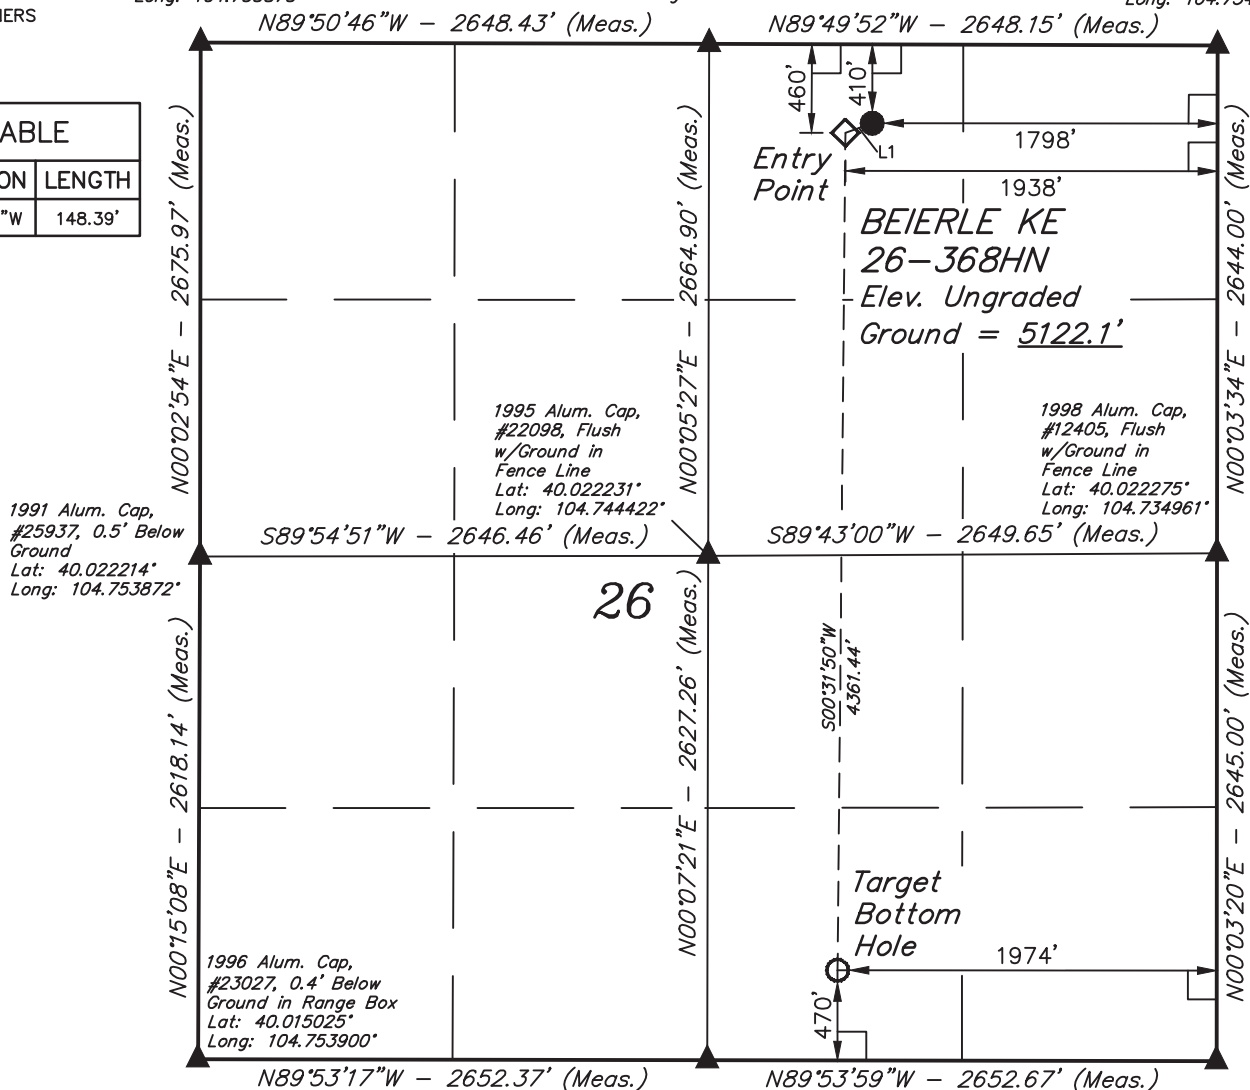 N89°50'46"W - 2648.43' (Meas.)
N89°49'52"W - 2648.15' (Meas.)
ABLE
ON LENGTH
"W 148.39'
N00°02'54"E - 2675.97' (Meas.)
N00°05'27"E - 2664.90' (Meas.)
N00°03'34"E - 2644.00' (Meas.)
460'
410'
1798'
L1
Entry
Point
1938'
BEIERLE KE
26-368HN
Elev. Ungraded
Ground = 5122.1'
1995 Alum. Cap,
#22098, Flush
w/Ground in
Fence Line
Lat: 40.022231°
Long: 104.744422°
1998 Alum. Cap,
#12405, Flush
w/Ground in
Fence Line
Lat: 40.022275°
Long: 104.734961°
1991 Alum. Cap,
#25937, 0.5' Below
Ground
Lat: 40.022214°
Long: 104.753872°
S89°54'51"W - 2646.46' (Meas.)
S89°43'00"W - 2649.65' (Meas.)
26
N00°15'08"E - 2618.14' (Meas.)
N00°07'21"E - 2627.26' (Meas.)
S00°31'50"W
4361.44'
N00°03'20"E - 2645.00' (Meas.)
Target
Bottom
Hole
1974'
470'
1996 Alum. Cap,
#23027, 0.4' Below
Ground in Range Box
Lat: 40.015025°
Long: 104.753900°
N89°53'17"W - 2652.37' (Meas.)
N89°53'59"W - 2652.67' (Meas.)